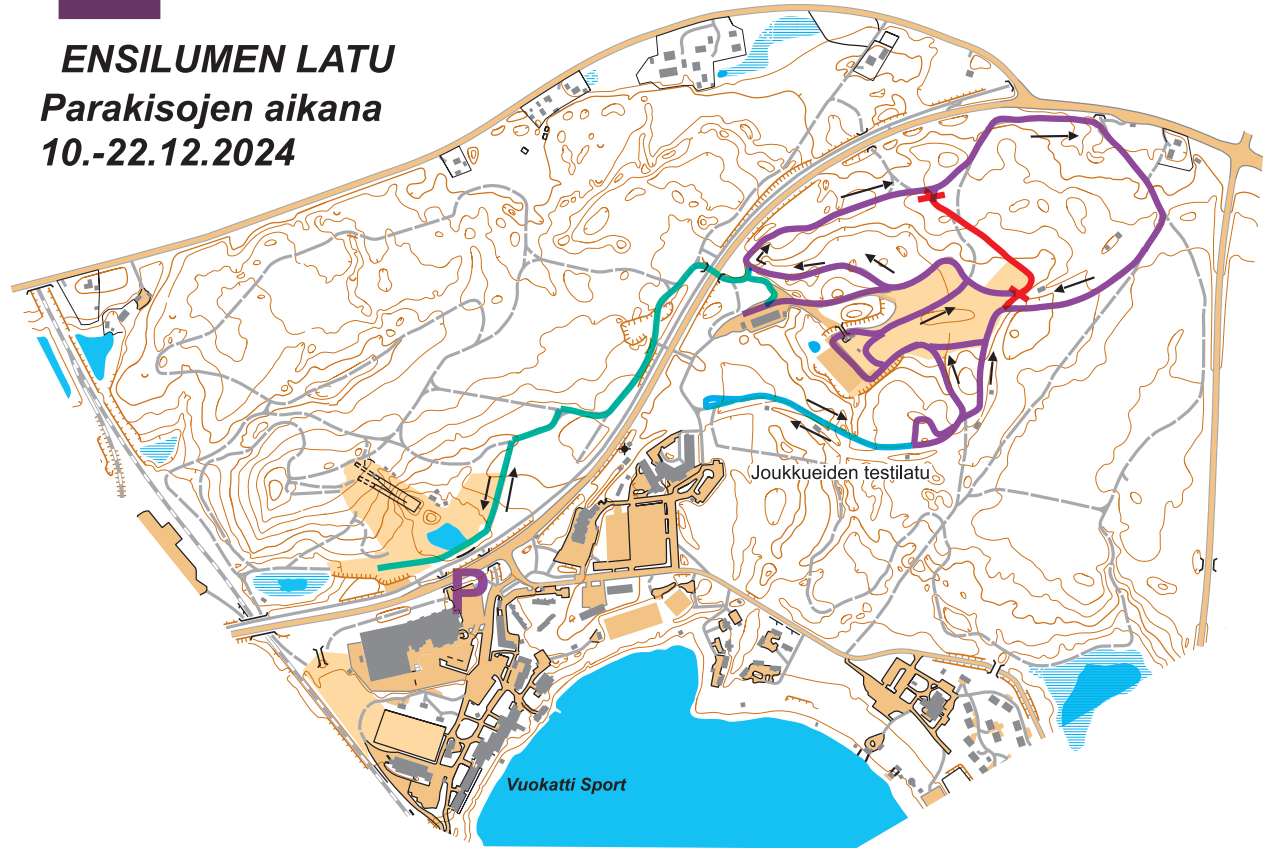 ENSILUMEN LATU
Parakisojen aikana
10.-22.12.2024
Joukkueiden testilatu
P
Vuokatti Sport